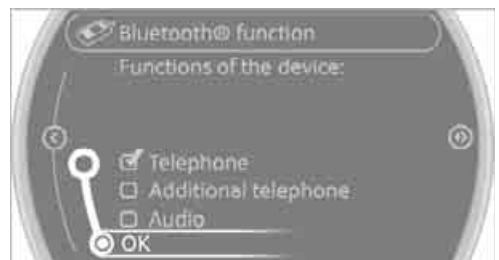 Bluetooth® function
Functions of the device:
Telephone
Additional telephone
Audio
OK